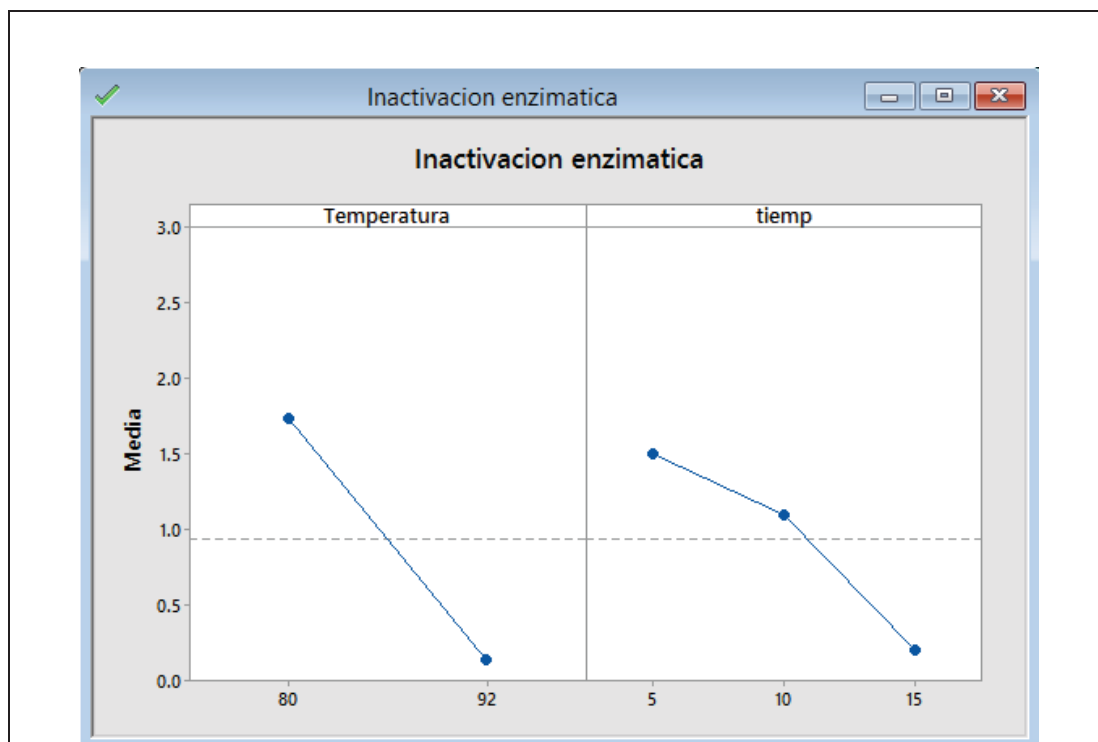 Inactivacion enzimatica
Inactivacion enzimatica
Temperatura tiemp
3.0
2.5
2.0
1.5
1.0
0.5
0.0
Media
80 92 5 10 15